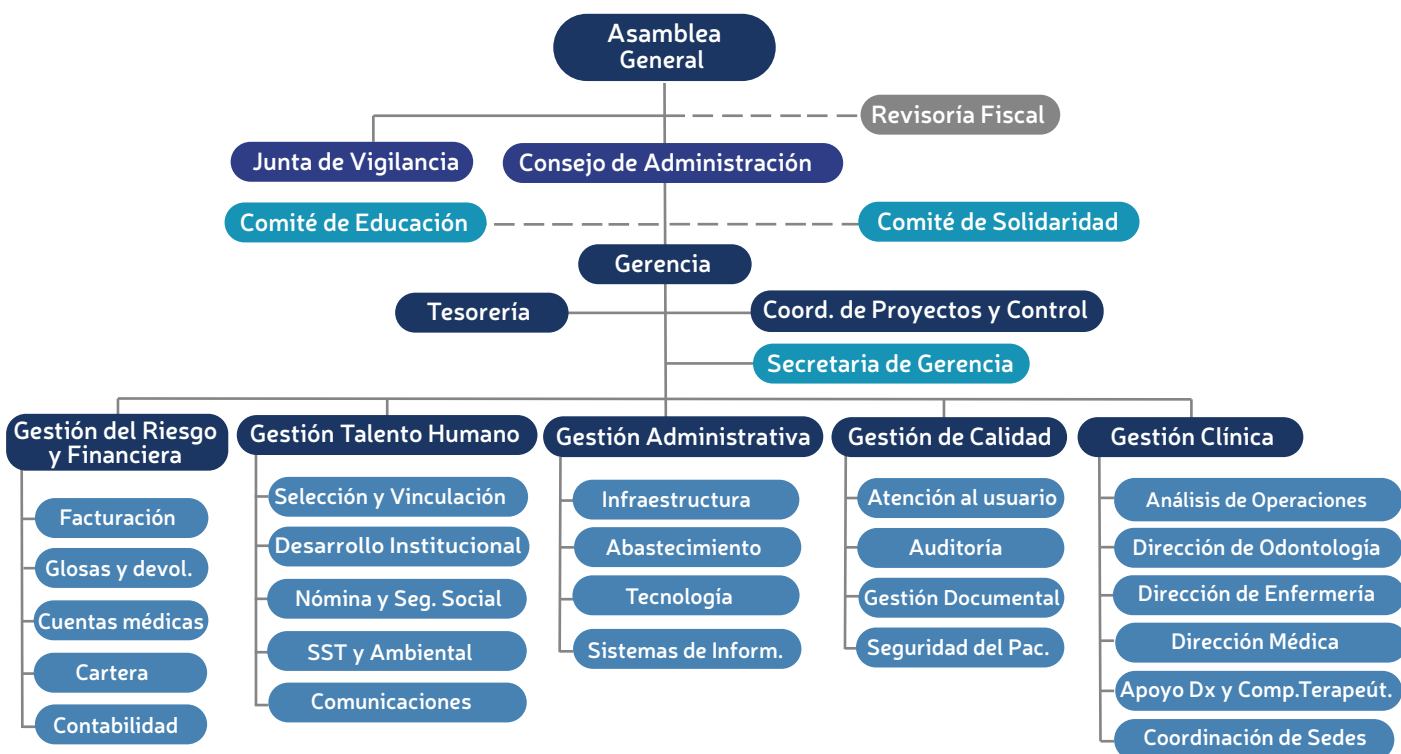 Asamblea
General
Revisoría Fiscal
Junta de Vigilancia
Consejo de Administración
Comité de Educación
Comité de Solidaridad
Gerencia
Tesorería
Coord. de Proyectos y Control
Secretaria de Gerencia
Gestión del Riesgo
y Financiera
Facturación
Glosas y devol.
Cuentas médicas
Cartera
Contabilidad
Gestión Talento Humano
Selección y Vinculación
Desarrollo Institucional
Nómina y Seg. Social
SST y Ambiental
Comunicaciones
Gestión Administrativa
Infraestructura
Abastecimiento
Tecnología
Sistemas de Inform.
Gestión de Calidad
Atención al usuario
Auditoría
Gestión Documental
Seguridad del Pac.
Gestión Clínica
Análisis de Operaciones
Dirección de Odontología
Dirección de Enfermería
Dirección Médica
Apoyo Dx y Comp.Terapeút.
Coordinación de Sedes